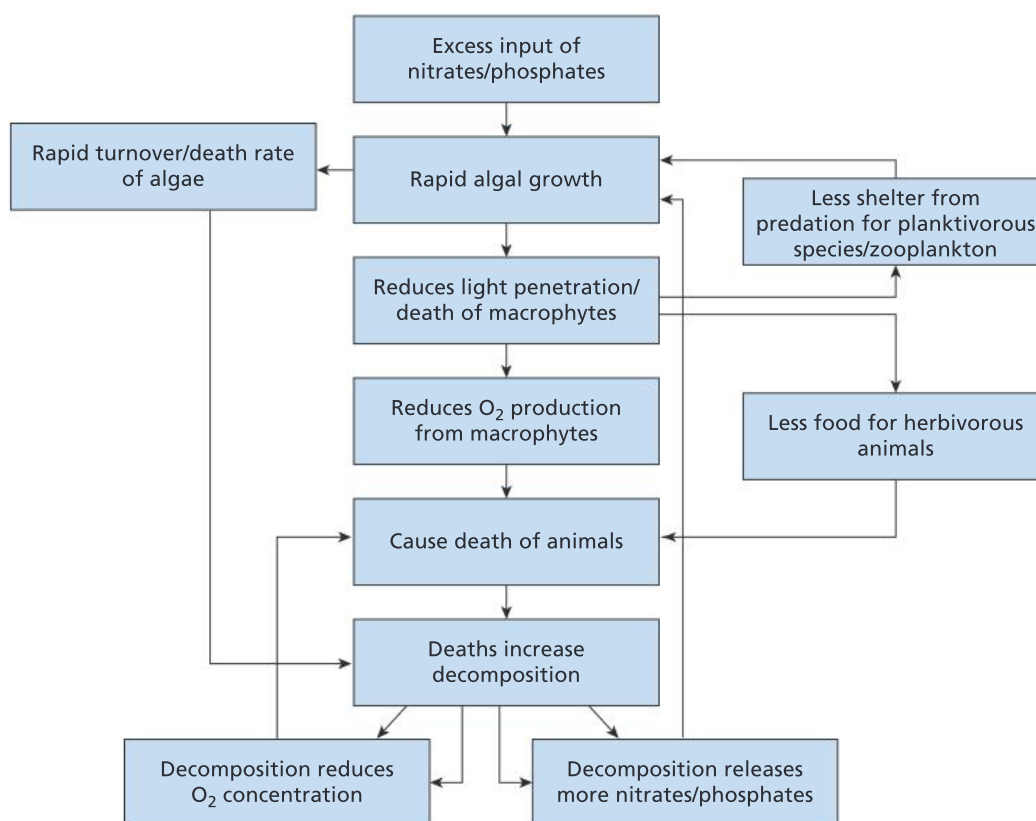 Excess input of
nitrates/phosphates
Rapid turnover/death rate
of algae
Rapid algal growth
Less shelter from
predation for planktivorous
species/zooplankton
Reduces light penetration/
death of macrophytes
Reduces O₂ production
from macrophytes
Less food for herbivorous
animals
Cause death of animals
Deaths increase
decomposition
Decomposition reduces
O₂ concentration
Decomposition releases
more nitrates/phosphates